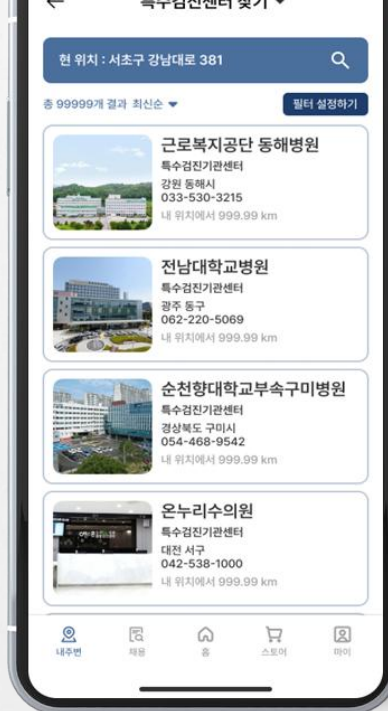 특수검진센터 찾기
현 위치 : 서초구 강남대로 381
총 99999개 결과 최신순
필터 설정하기
근로복지공단 동해병원
특수검진기관센터
강원 동해시
033-530-3215
내 위치에서 999.99 km
전남대학교병원
특수검진기관센터
광주 동구
062-220-5069
내 위치에서 999.99 km
순천향대학교부속구미병원
특수검진기관센터
경상북도 구미시
054-468-9542
내 위치에서 999.99 km
온누리수의원
특수검진기관센터
대전 서구
042-538-1000
내 위치에서 999.99 km
내주변
채용
홈
스토어
마이